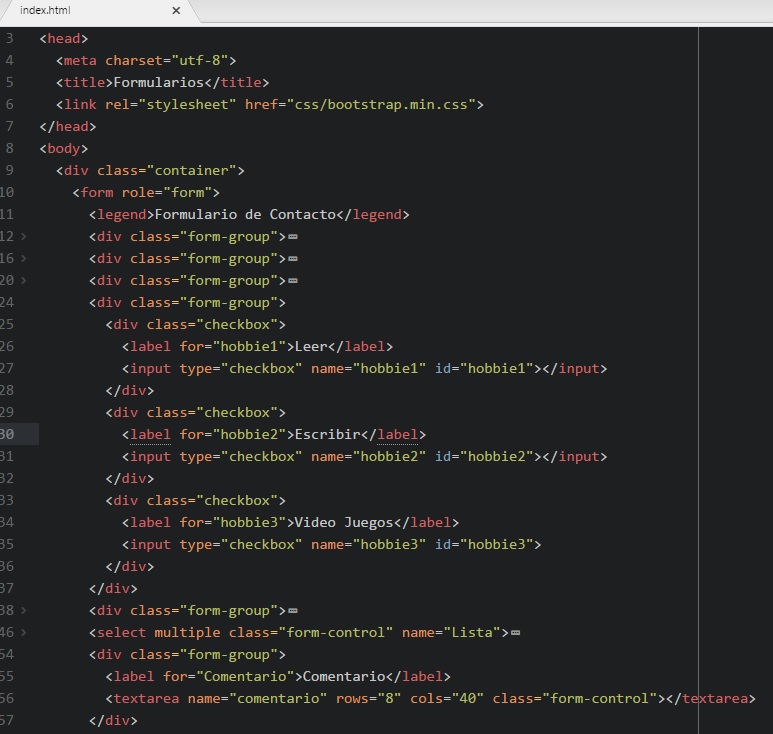 index.html ×
3 <head>
4 <meta charset="utf-8">
5 <title>Formularios</title>
6 <link rel="stylesheet" href="css/bootstrap.min.css">
7 </head>
8 <body>
9 <div class="container">
10 <form role="form">
11 <legend>Formulario de Contacto</legend>
12 <div class="form-group">
16 <div class="form-group">
20 <div class="form-group">
24 <div class="form-group">
25 <div class="checkbox">
26 <label for="hobbie1">Leer</label>
27 <input type="checkbox" name="hobbie1" id="hobbie1"></input>
28 </div>
29 <div class="checkbox">
30 <label for="hobbie2">Escribir</label>
31 <input type="checkbox" name="hobbie2" id="hobbie2"></input>
32 </div>
33 <div class="checkbox">
34 <label for="hobbie3">Video Juegos</label>
35 <input type="checkbox" name="hobbie3" id="hobbie3">
36 </div>
37 </div>
38 <div class="form-group">
46 <select multiple class="form-control" name="Lista">
54 <div class="form-group">
55 <label for="Comentario">Comentario</label>
56 <textarea name="comentario" rows="8" cols="40" class="form-control"></textarea>
57 </div>